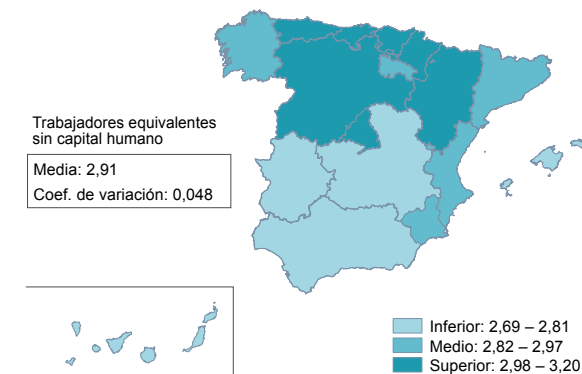 Trabajadores equivalentes
sin capital humano
Media: 2,91
Coef. de variación: 0,048
Inferior: 2,69 – 2,81
Medio: 2,82 – 2,97
Superior: 2,98 – 3,20